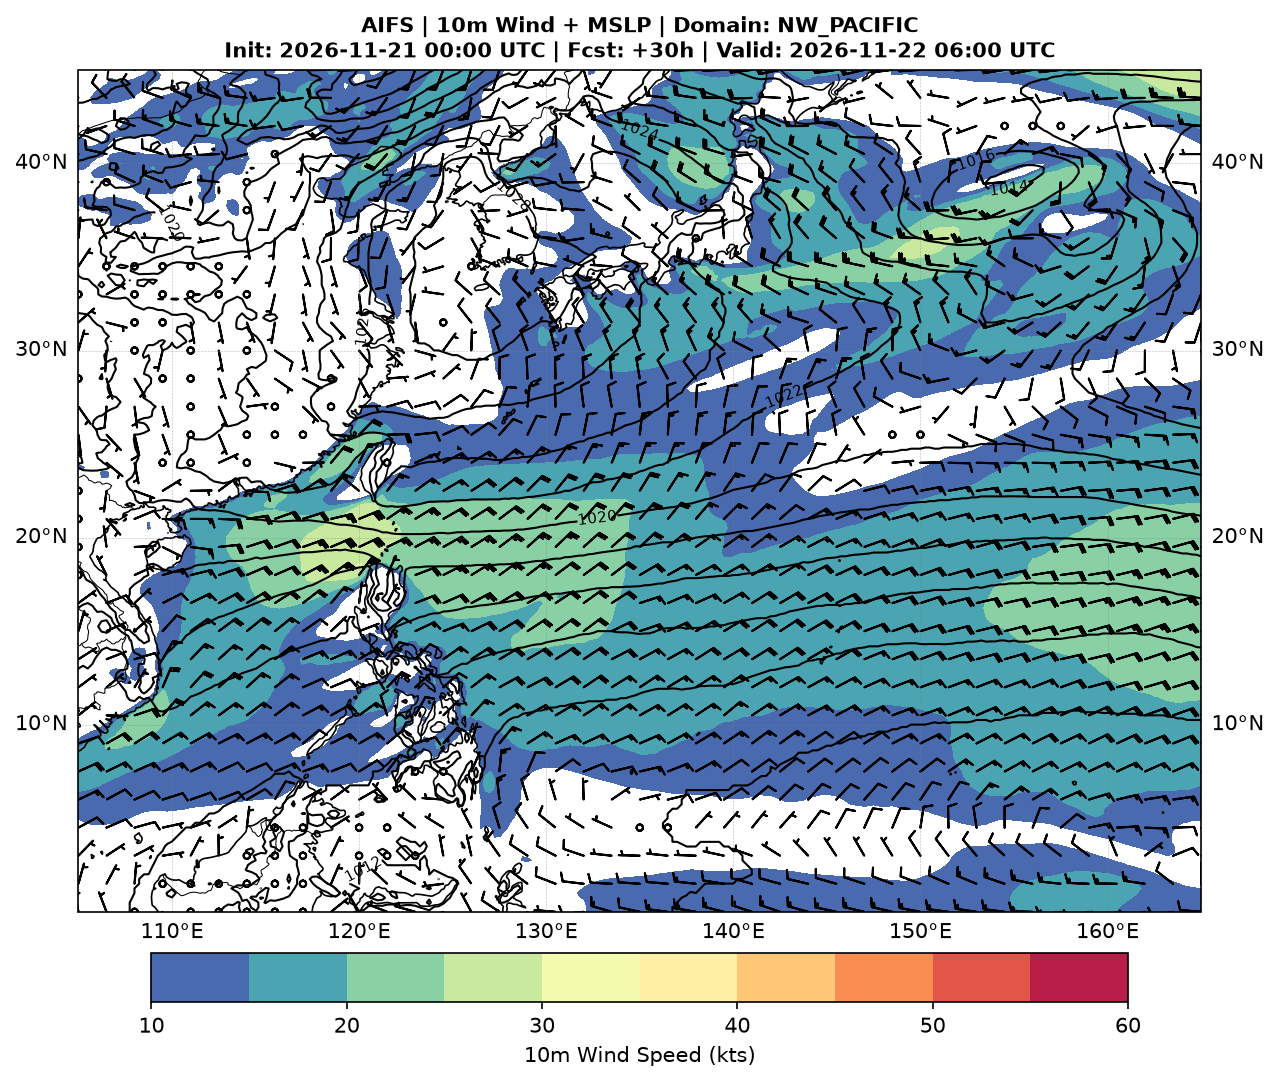 AIFS | 10m Wind + MSLP | Domain: NW_PACIFIC
Init: 2026-11-21 00:00 UTC | Fcst: +30h | Valid: 2026-11-22 06:00 UTC
1024
1016
1014
1020
1022
1020
1012
40°N
40°N
30°N
30°N
20°N
20°N
10°N
10°N
110°E 120°E 130°E 140°E 150°E 160°E
10 20 30 40 50 60
10m Wind Speed (kts)